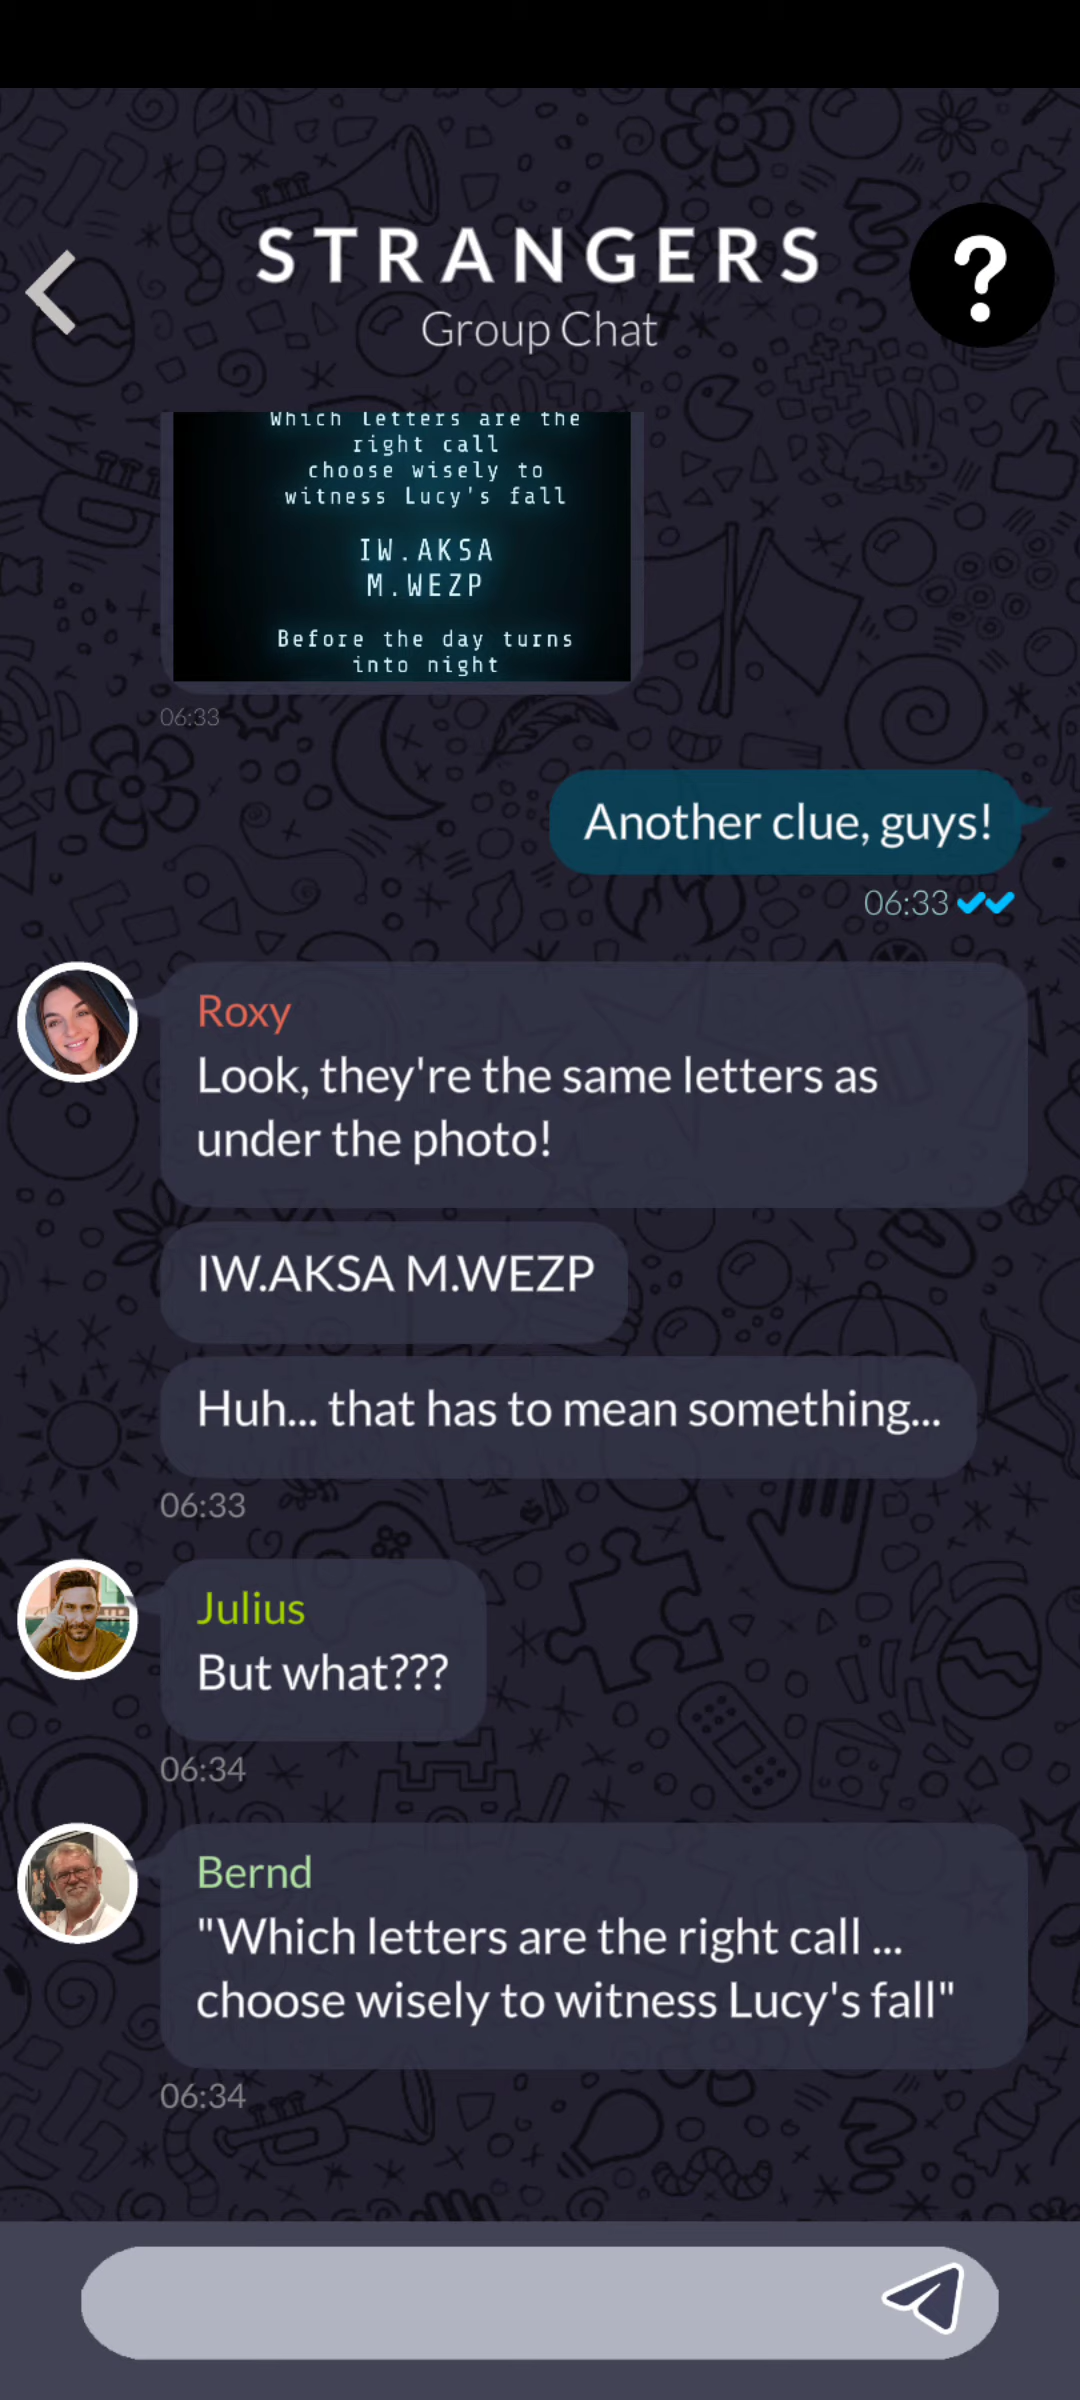 STRANGERS
Group Chat
?
Which letters are the
right call
choose wisely to
witness Lucy's fall
IW.AKSA
M.WEZP
Before the day turns
into night
06:33
Another clue, guys!
06:33
Roxy
Look, they're the same letters as
under the photo!
IW.AKSA M.WEZP
Huh... that has to mean something...
06:33
Julius
But what???
06:34
Bernd
"Which letters are the right call ...
choose wisely to witness Lucy's fall"
06:34